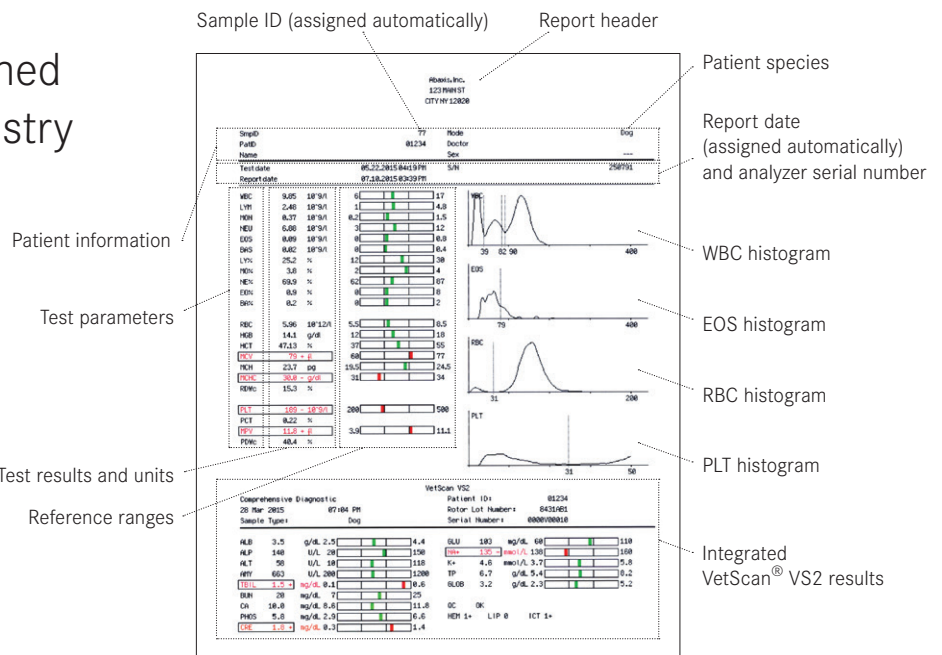 Sample ID (assigned automatically)
Report header
ned
stry
Patient species
Report date
(assigned automatically)
and analyzer serial number
Patient information
Test parameters
Test results and units
Reference ranges
WBC histogram
EOS histogram
RBC histogram
PLT histogram
Integrated
VetScan® VS2 results
Abaxis, Inc.
123 MAIN ST
CITY NY 12020
SmpID 77 Mode Dog
PatID 01234 Doctor
Name Sex ---
Test date 05.22.2015 04:19 PM S/N 250791
Report date 07.10.2015 03:39 PM
WBC 9.85 10^9/l 6 17
LYM 2.48 10^9/l 1 4.8
MON 0.37 10^9/l 0.2 1.5
NEU 6.88 10^9/l 3 12
EOS 0.09 10^9/l 0 0.8
BAS 0.02 10^9/l 0 0.4
LY% 25.2 % 12 30
MO% 3.8 % 2 4
NE% 69.9 % 62 87
EO% 0.9 % 0 8
BA% 0.2 % 0 2
RBC 5.96 10^12/l 5.5 8.5
HGB 14.1 g/dl 12 18
HCT 47.13 % 37 55
MCV 79 + fl 60 77
MCH 23.7 pg 19.5 24.5
MCHC 30.0 - g/dl 31 34
RDWc 15.3 %
PLT 189 - 10^9/l 200 500
PCT 0.22 %
MPV 11.8 + fl 3.9 11.1
PDWc 40.4 %
WBC
39 82 90 400
EOS
79 400
RBC
31 200
PLT
31 50
VetScan VS2
Comprehensive Diagnostic Patient ID: 01234
28 Mar 2015 07:04 PM Rotor Lot Number: 8431AB1
Sample Type: Dog Serial Number: 0000V00010
ALB 3.5 g/dL 2.5 4.4
ALP 140 U/L 20 150
ALT 58 U/L 10 118
AMY 663 U/L 200 1200
TBIL 1.5 + mg/dL 0.1 0.6
BUN 20 mg/dL 7 25
CA 10.0 mg/dL 8.6 11.8
PHOS 5.8 mg/dL 2.9 6.6
CRE 1.8 + mg/dL 0.3 1.4
GLU 103 mg/dL 60 110
NA+ 135 - mmol/L 138 160
K+ 4.6 mmol/L 3.7 5.8
TP 6.7 g/dL 5.4 8.2
GLOB 3.2 g/dL 2.3 5.2
QC OK
HEM 1+ LIP 0 ICT 1+